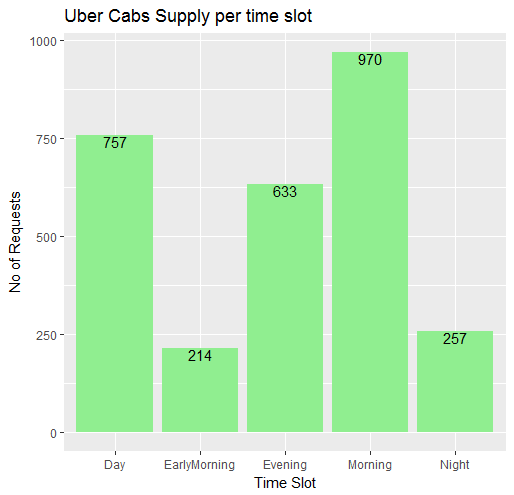 Uber Cabs Supply per time slot
No of Requests
1000
750
500
250
0
757
214
633
970
257
Day EarlyMorning Evening Morning Night
Time Slot